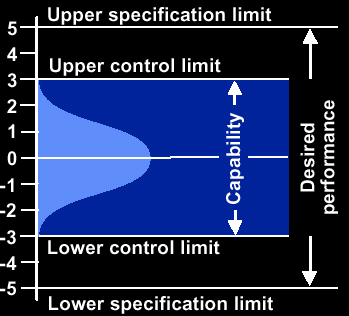 Upper specification limit
5
4
Upper control limit
3
2
1
0
-1
-2
-3
Capability
Desired
performance
Lower control limit
-4
-5
Lower specification limit